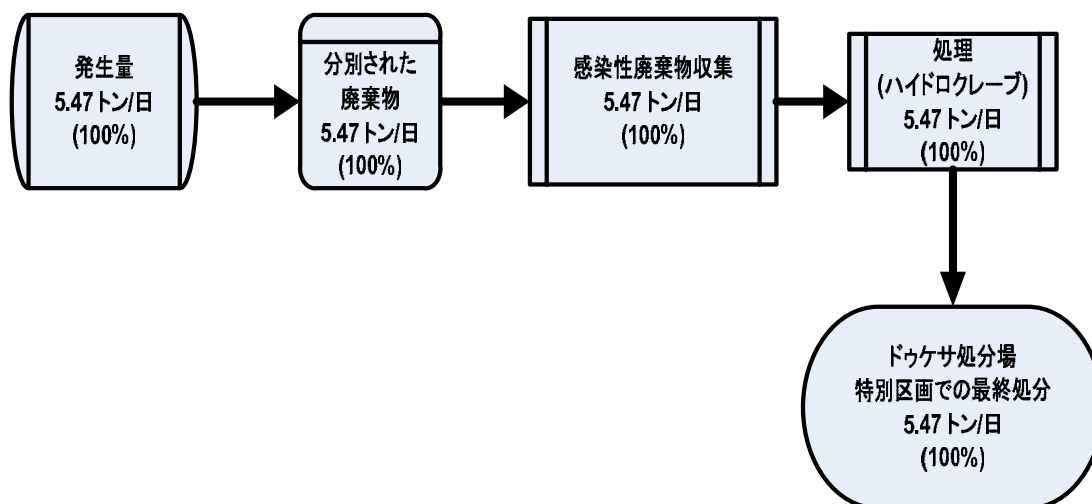 発生量
5.47トン/日
(100%)
分別された
廃棄物
5.47トン/日
(100%)
感染性廃棄物収集
5.47トン/日
(100%)
処理
(ハイドロクレーブ)
5.47トン/日
(100%)
ドゥケサ処分場
特別区画での最終処分
5.47トン/日
(100%)